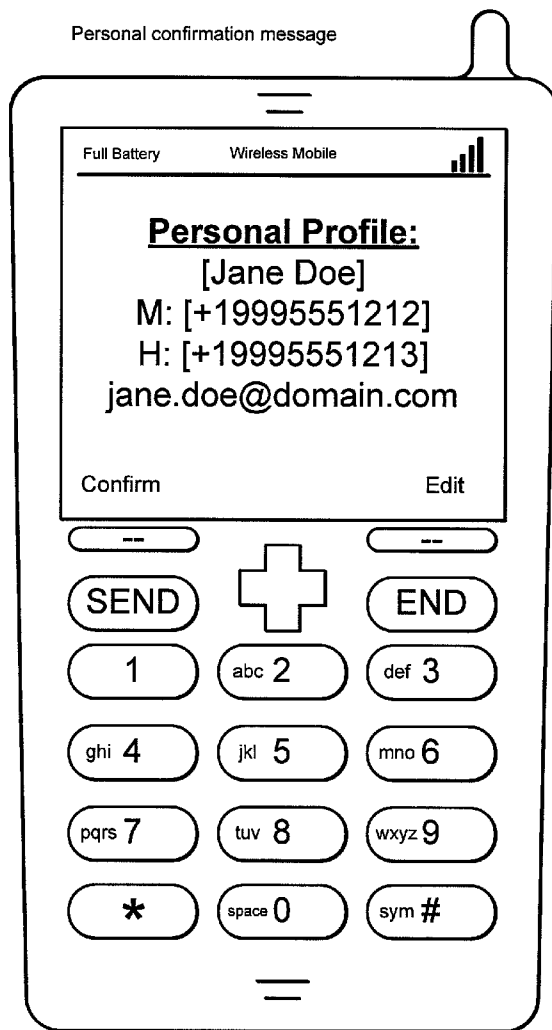 Personal confirmation message
Full Battery Wireless Mobile
Personal Profile:
[Jane Doe]
M: [+19995551212]
H: [+19995551213]
jane.doe@domain.com
Confirm Edit
-- --
SEND END
1 abc 2 def 3
ghi 4 jkl 5 mno 6
pqrs 7 tuv 8 wxyz 9
* space 0 sym #